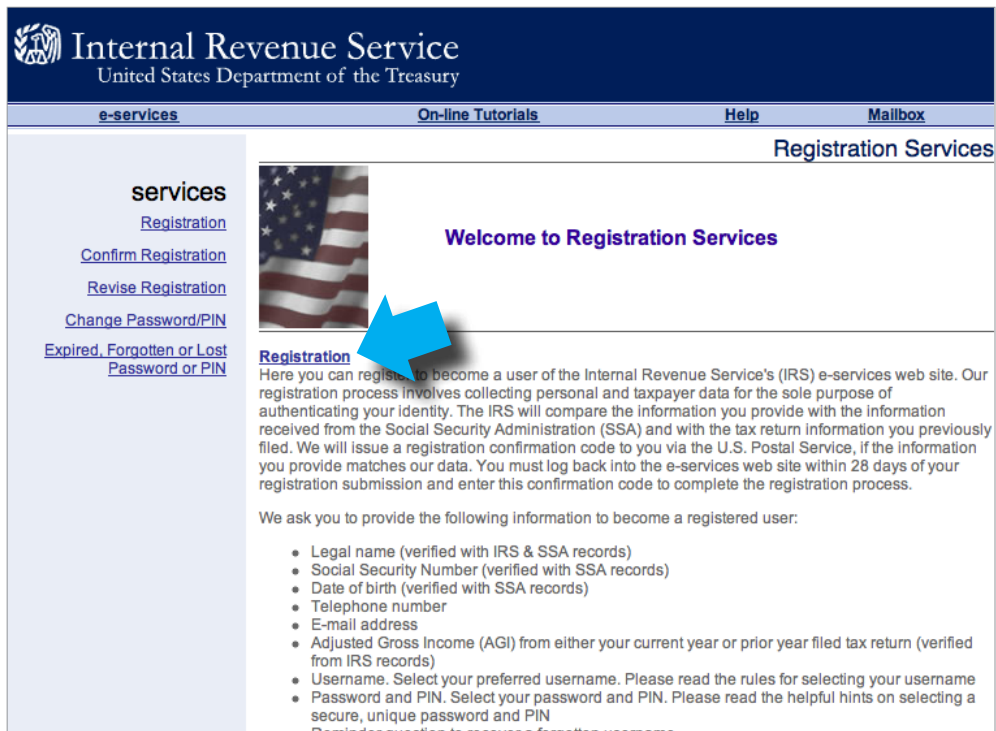 Internal Revenue Service
United States Department of the Treasury
e-services
On-line Tutorials
Help
Mailbox
Registration Services
services
Registration
Confirm Registration
Revise Registration
Change Password/PIN
Expired, Forgotten or Lost
Password or PIN
Welcome to Registration Services
Registration
Here you can register to become a user of the Internal Revenue Service's (IRS) e-services web site. Our
registration process involves collecting personal and taxpayer data for the sole purpose of
authenticating your identity. The IRS will compare the information you provide with the information
received from the Social Security Administration (SSA) and with the tax return information you previously
filed. We will issue a registration confirmation code to you via the U.S. Postal Service, if the information
you provide matches our data. You must log back into the e-services web site within 28 days of your
registration submission and enter this confirmation code to complete the registration process.
We ask you to provide the following information to become a registered user:
Legal name (verified with IRS & SSA records)
Social Security Number (verified with SSA records)
Date of birth (verified with SSA records)
Telephone number
E-mail address
Adjusted Gross Income (AGI) from either your current year or prior year filed tax return (verified
from IRS records)
Username. Select your preferred username. Please read the rules for selecting your username
Password and PIN. Select your password and PIN. Please read the helpful hints on selecting a
secure, unique password and PIN
Reminder question to recover a forgotten username